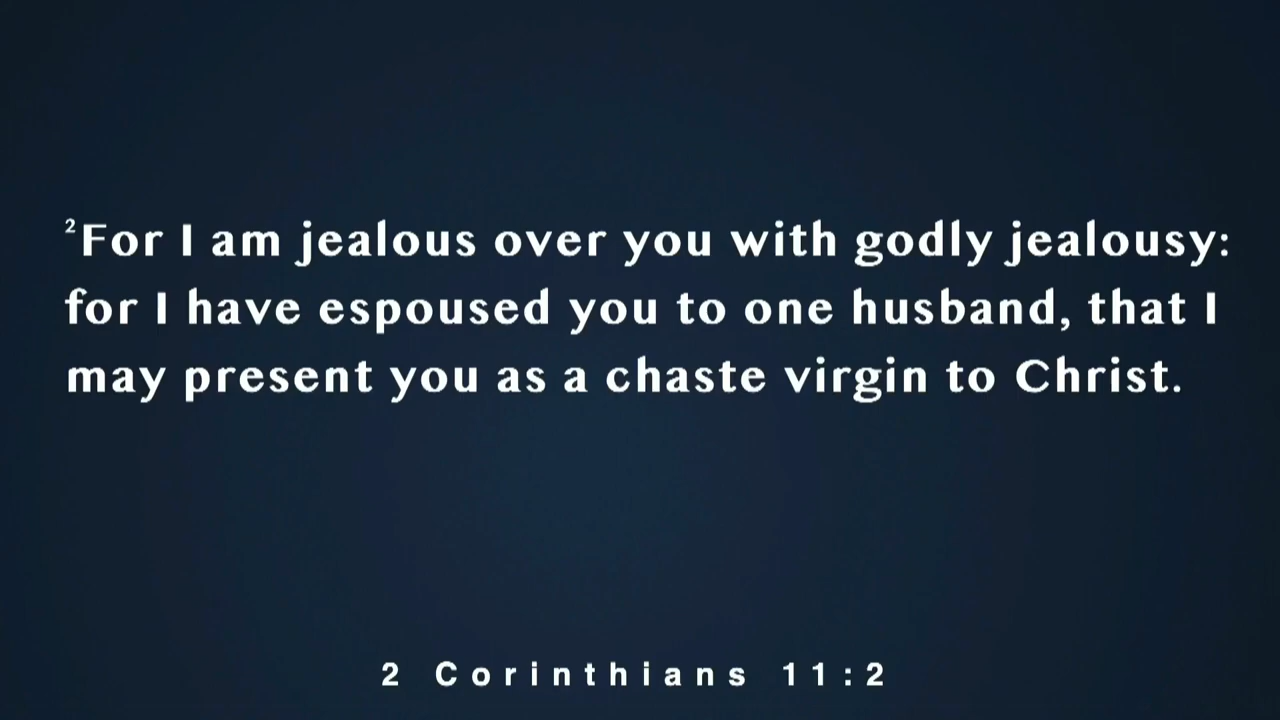 ²For I am jealous over you with godly jealousy:
for I have espoused you to one husband, that I
may present you as a chaste virgin to Christ.
2 Corinthians 11:2